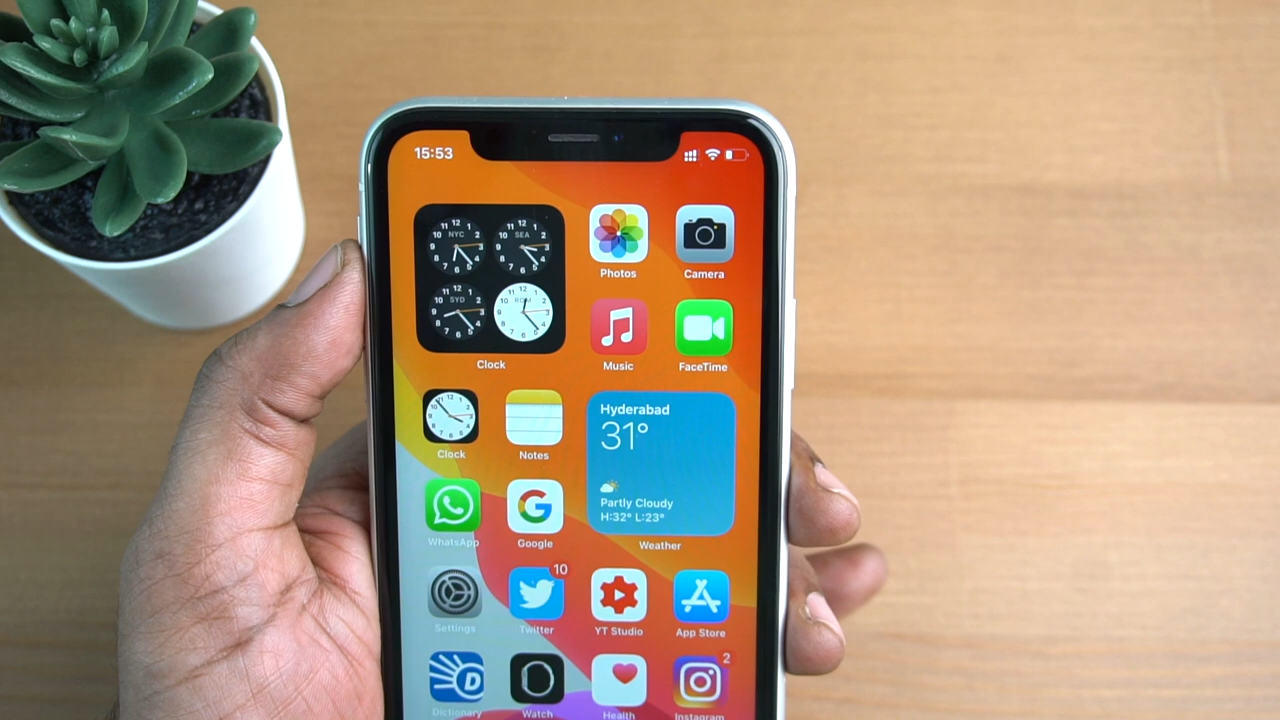 15:53
NYC
SEA
SYD
Clock
Photos
Camera
Music
FaceTime
Clock
Notes
Hyderabad
31°
Partly Cloudy
H:32° L:23°
Weather
WhatsApp
Google
10
Settings
Twitter
YT Studio
App Store
2
Dictionary
Watch
Health
Instagram